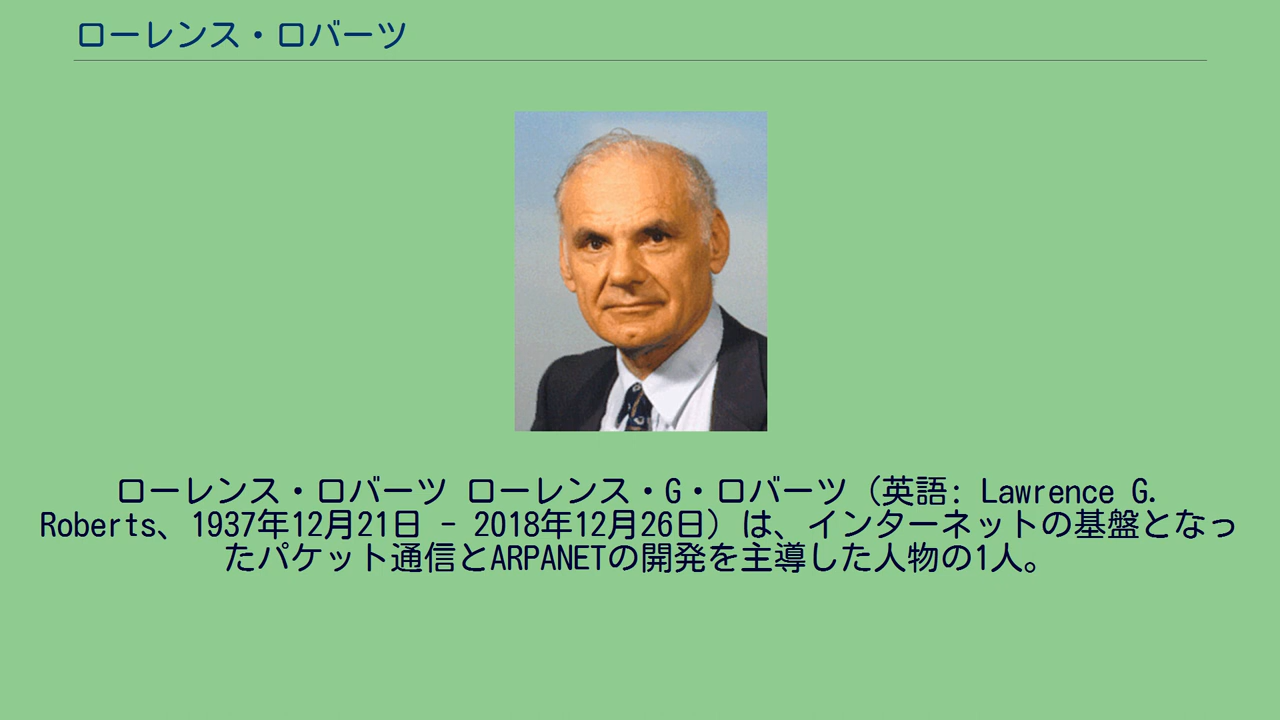 ローレンス・ロバーツ
ローレンス・ロバーツ ローレンス・G・ロバーツ（英語: Lawrence G.
Roberts、1937年12月21日 - 2018年12月26日）は、インターネットの基盤となっ
たパケット通信とARPANETの開発を主導した人物の1人。